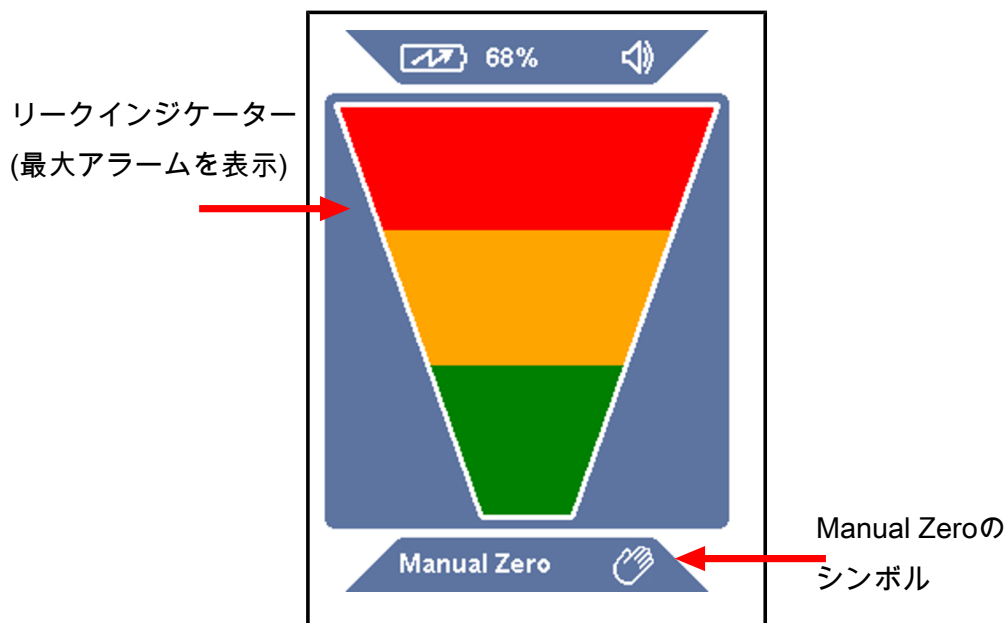 68%
リークインジケーター
(最大アラームを表示)
Manual Zero
Manual Zeroの
シンボル